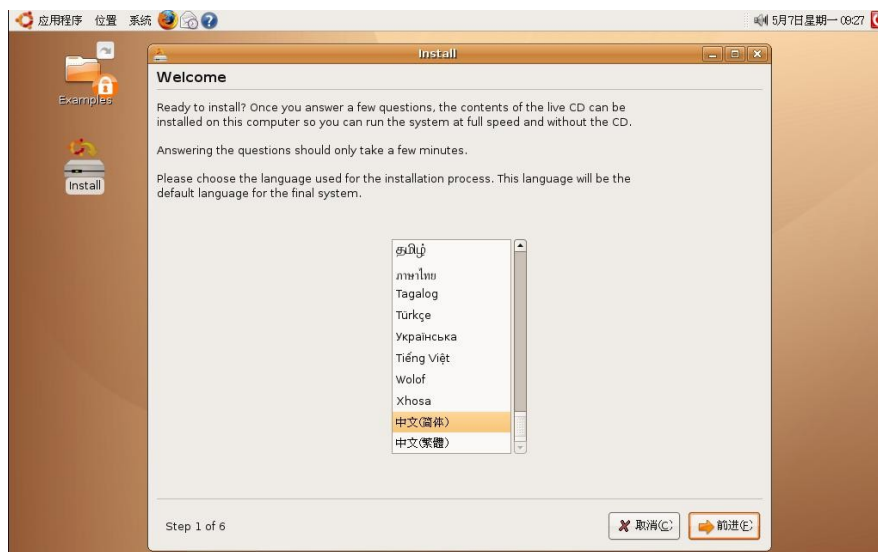 应用程序 位置 系统 5月7日星期一 09:27
Install
Welcome
Examples
Ready to install? Once you answer a few questions, the contents of the live CD can be
installed on this computer so you can run the system at full speed and without the CD.
Answering the questions should only take a few minutes.
Install
Please choose the language used for the installation process. This language will be the
default language for the final system.
தமிழ்
ภาษาไทย
Tagalog
Türkçe
Українська
Tiếng Việt
Wolof
Xhosa
中文(简体)
中文(繁體)
Step 1 of 6 取消(C) 前进(F)